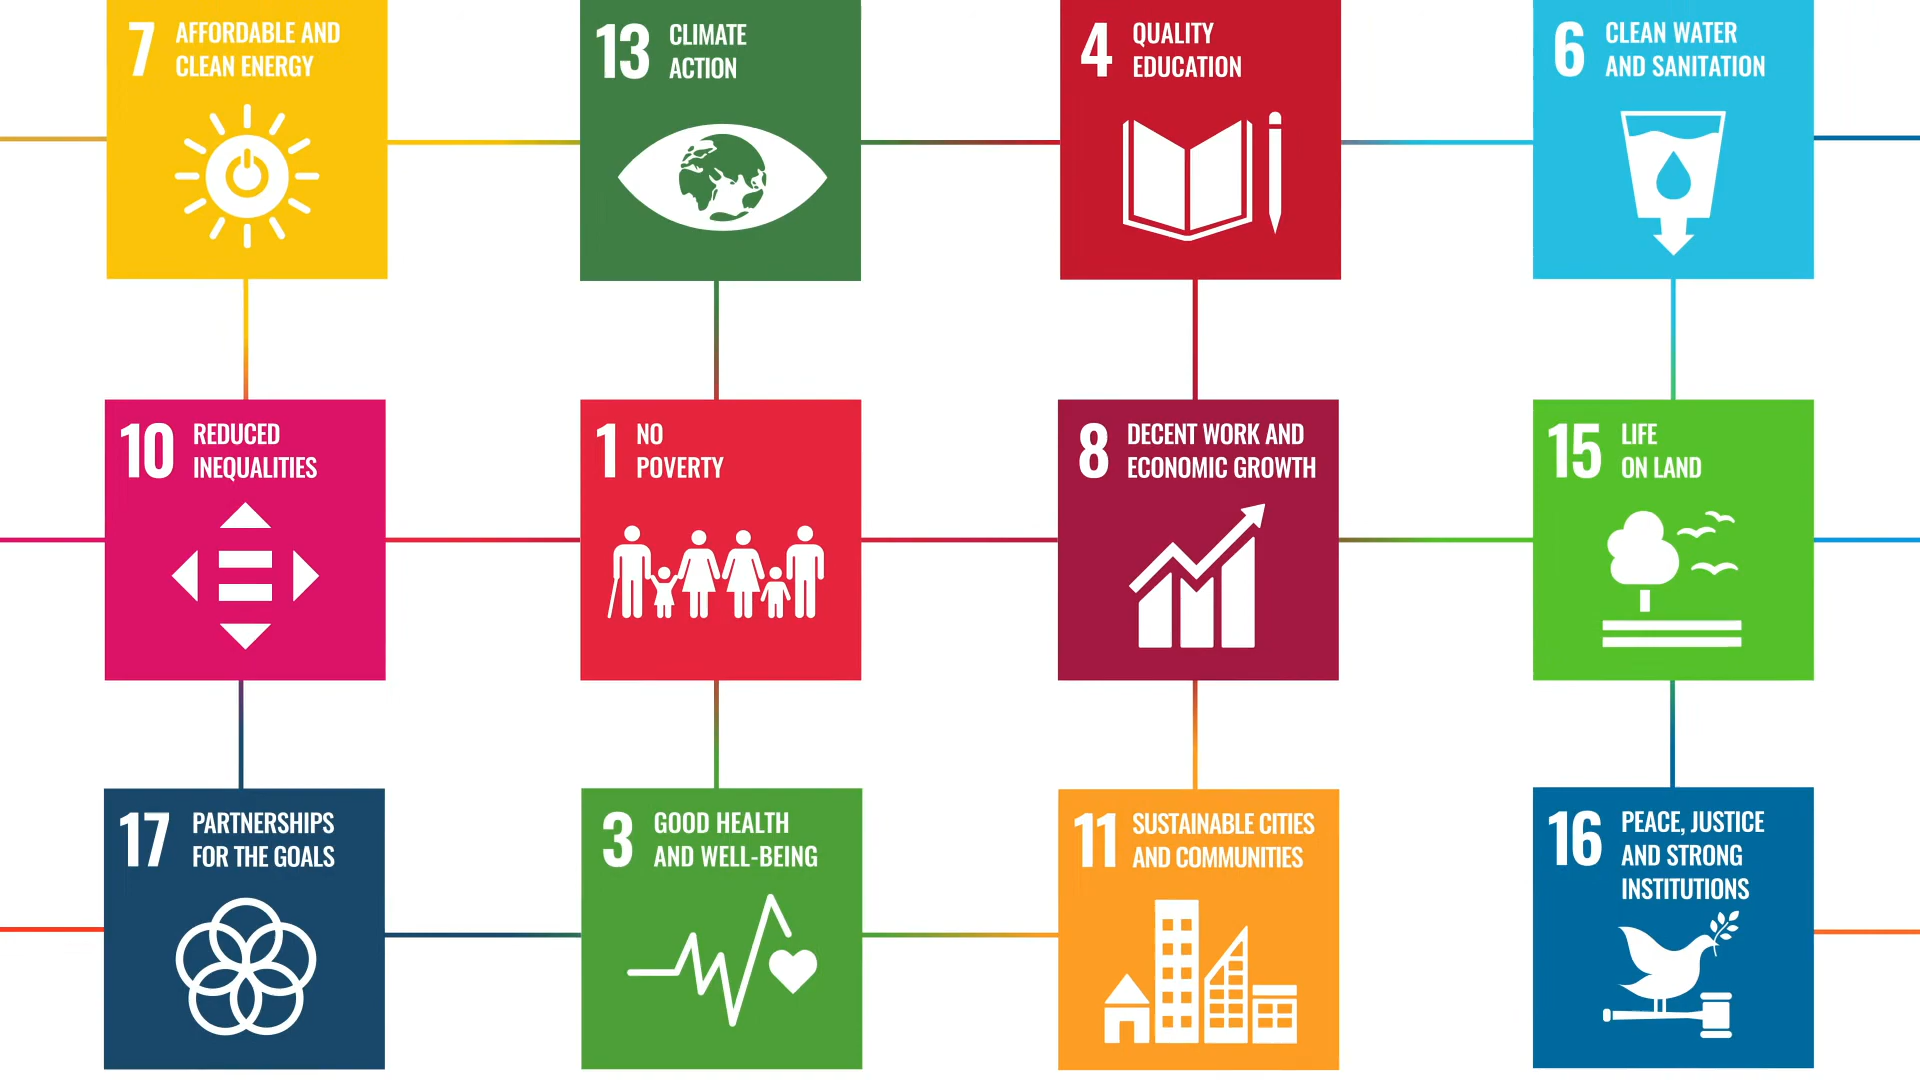 7 AFFORDABLE AND
CLEAN ENERGY
13 CLIMATE
ACTION
4 QUALITY
EDUCATION
6 CLEAN WATER
AND SANITATION
10 REDUCED
INEQUALITIES
1 NO
POVERTY
8 DECENT WORK AND
ECONOMIC GROWTH
15 LIFE
ON LAND
17 PARTNERSHIPS
FOR THE GOALS
3 GOOD HEALTH
AND WELL-BEING
11 SUSTAINABLE CITIES
AND COMMUNITIES
16 PEACE, JUSTICE
AND STRONG
INSTITUTIONS